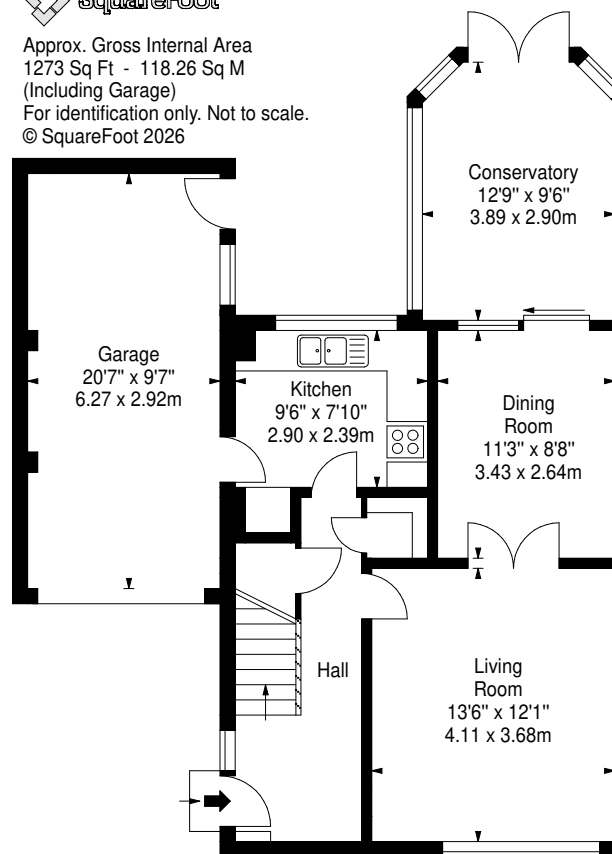 SquareFoot
Approx. Gross Internal Area
1273 Sq Ft - 118.26 Sq M
(Including Garage)
For identification only. Not to scale.
© SquareFoot 2026
Conservatory
12'9" x 9'6"
3.89 x 2.90m
Garage
20'7" x 9'7"
6.27 x 2.92m
Kitchen
9'6" x 7'10"
2.90 x 2.39m
Dining
Room
11'3" x 8'8"
3.43 x 2.64m
Hall
Living
Room
13'6" x 12'1"
4.11 x 3.68m